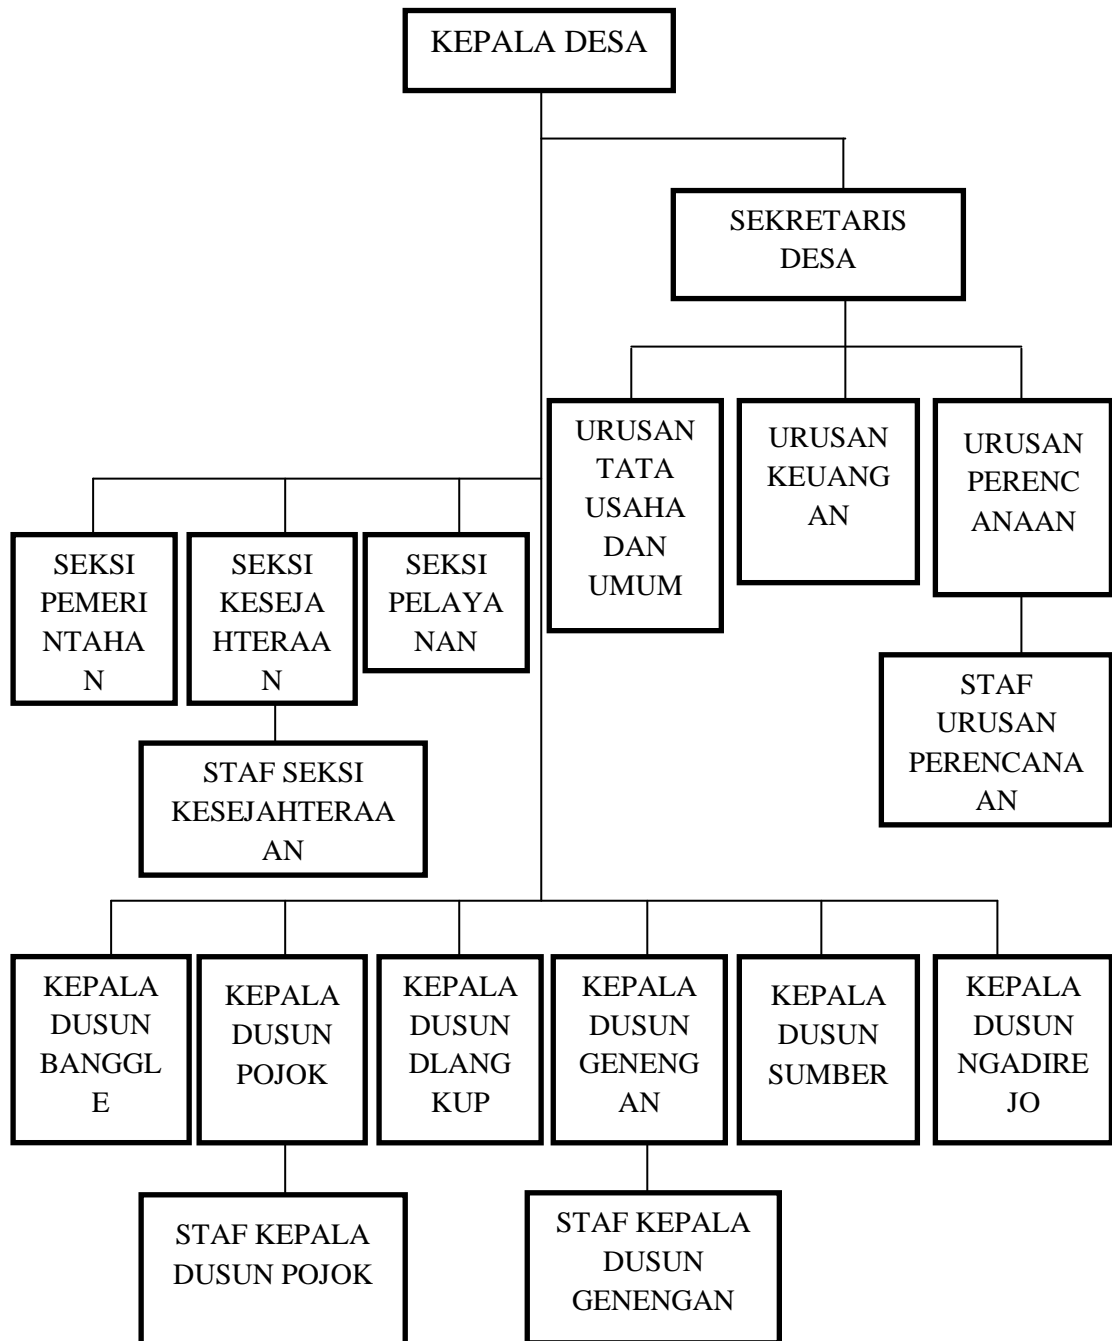 KEPALA DESA
SEKRETARIS
DESA
URUSAN
TATA
USAHA
DAN
UMUM
URUSAN
KEUANG
AN
URUSAN
PERENC
ANAAN
SEKSI
PEMERI
NTAHA
N
SEKSI
KESEJA
HTERAA
N
SEKSI
PELAYA
NAN
STAF
URUSAN
PERENCANA
AN
STAF SEKSI
KESEJAHTERAA
AN
KEPALA
DUSUN
BANGGL
E
KEPALA
DUSUN
POJOK
KEPALA
DUSUN
DLANG
KUP
KEPALA
DUSUN
GENENG
AN
KEPALA
DUSUN
SUMBER
KEPALA
DUSUN
NGADIRE
JO
STAF KEPALA
DUSUN POJOK
STAF KEPALA
DUSUN
GENENGAN